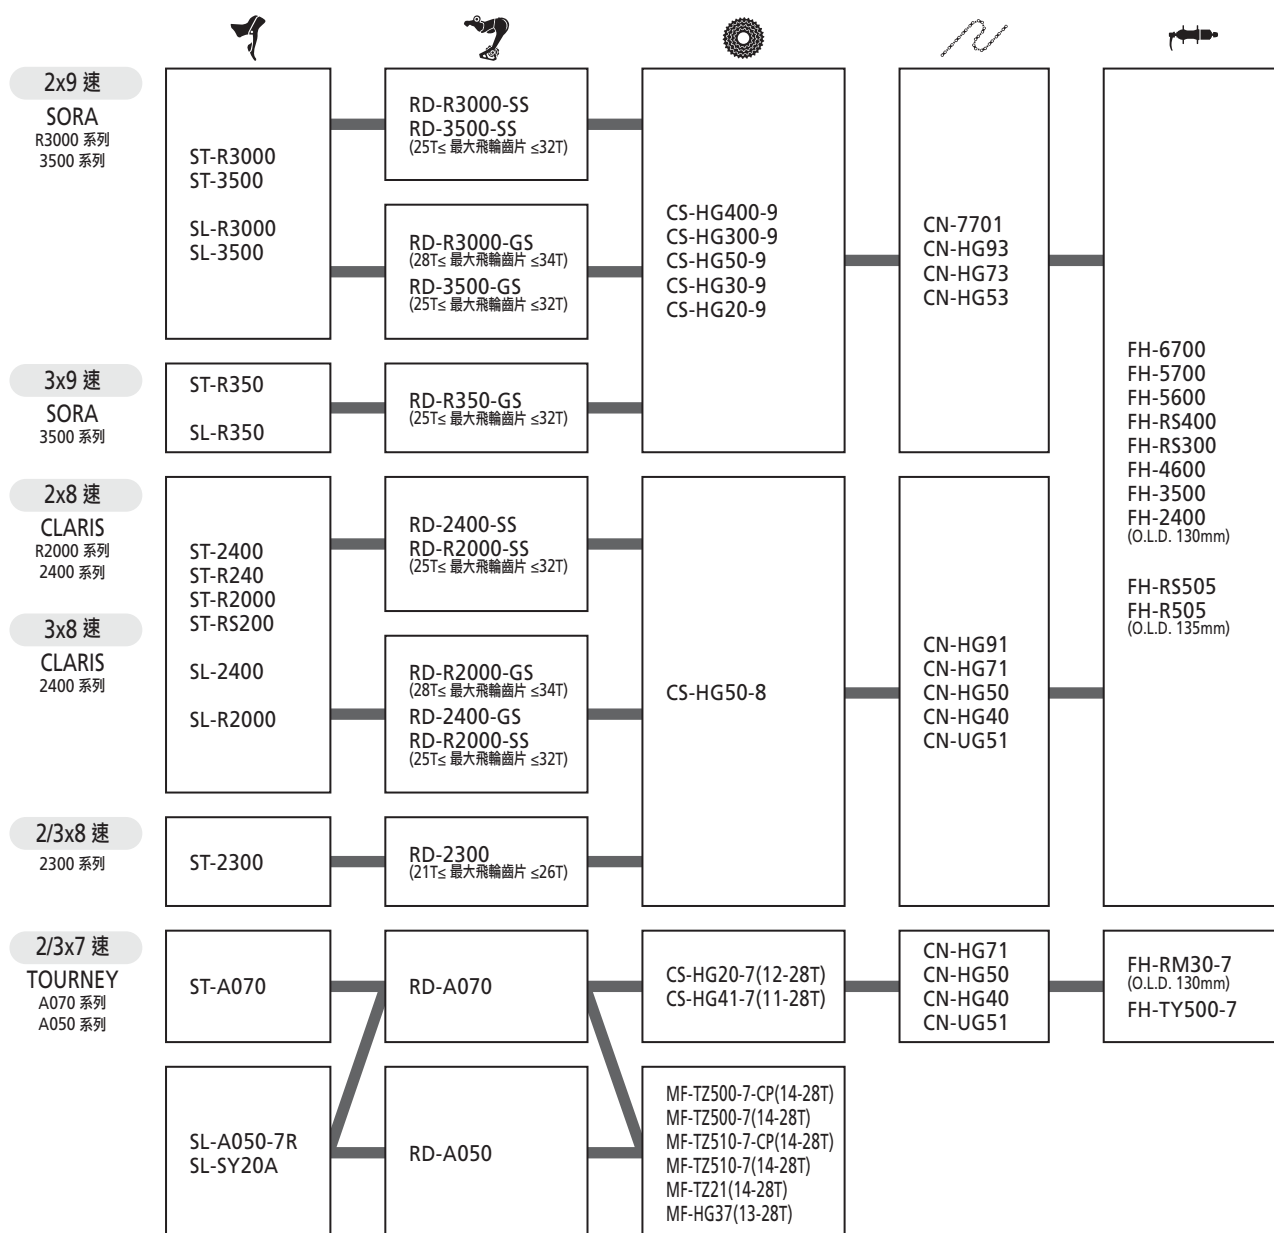 2x9 速
SORA
R3000 系列
3500 系列
ST-R3000
ST-3500
SL-R3000
SL-3500
RD-R3000-SS
RD-3500-SS
(25T≤ 最大飛輪齒片 ≤32T)
RD-R3000-GS
(28T≤ 最大飛輪齒片 ≤34T)
RD-3500-GS
(25T≤ 最大飛輪齒片 ≤32T)
CS-HG400-9
CS-HG300-9
CS-HG50-9
CS-HG30-9
CS-HG20-9
CN-7701
CN-HG93
CN-HG73
CN-HG53
FH-6700
FH-5700
FH-5600
FH-RS400
FH-RS300
FH-4600
FH-3500
FH-2400
(O.L.D. 130mm)
FH-RS505
FH-R505
(O.L.D. 135mm)
3x9 速
SORA
3500 系列
ST-R350
SL-R350
RD-R350-GS
(25T≤ 最大飛輪齒片 ≤32T)
2x8 速
CLARIS
R2000 系列
2400 系列
3x8 速
CLARIS
2400 系列
ST-2400
ST-R240
ST-R2000
ST-RS200
SL-2400
SL-R2000
RD-2400-SS
RD-R2000-SS
(25T≤ 最大飛輪齒片 ≤32T)
RD-R2000-GS
(28T≤ 最大飛輪齒片 ≤34T)
RD-2400-GS
RD-R2000-SS
(25T≤ 最大飛輪齒片 ≤32T)
CS-HG50-8
CN-HG91
CN-HG71
CN-HG50
CN-HG40
CN-UG51
2/3x8 速
2300 系列
ST-2300
RD-2300
(21T≤ 最大飛輪齒片 ≤26T)
2/3x7 速
TOURNEY
A070 系列
A050 系列
ST-A070
RD-A070
CS-HG20-7(12-28T)
CS-HG41-7(11-28T)
CN-HG71
CN-HG50
CN-HG40
CN-UG51
FH-RM30-7
(O.L.D. 130mm)
FH-TY500-7
SL-A050-7R
SL-SY20A
RD-A050
MF-TZ500-7-CP(14-28T)
MF-TZ500-7(14-28T)
MF-TZ510-7-CP(14-28T)
MF-TZ510-7(14-28T)
MF-TZ21(14-28T)
MF-HG37(13-28T)